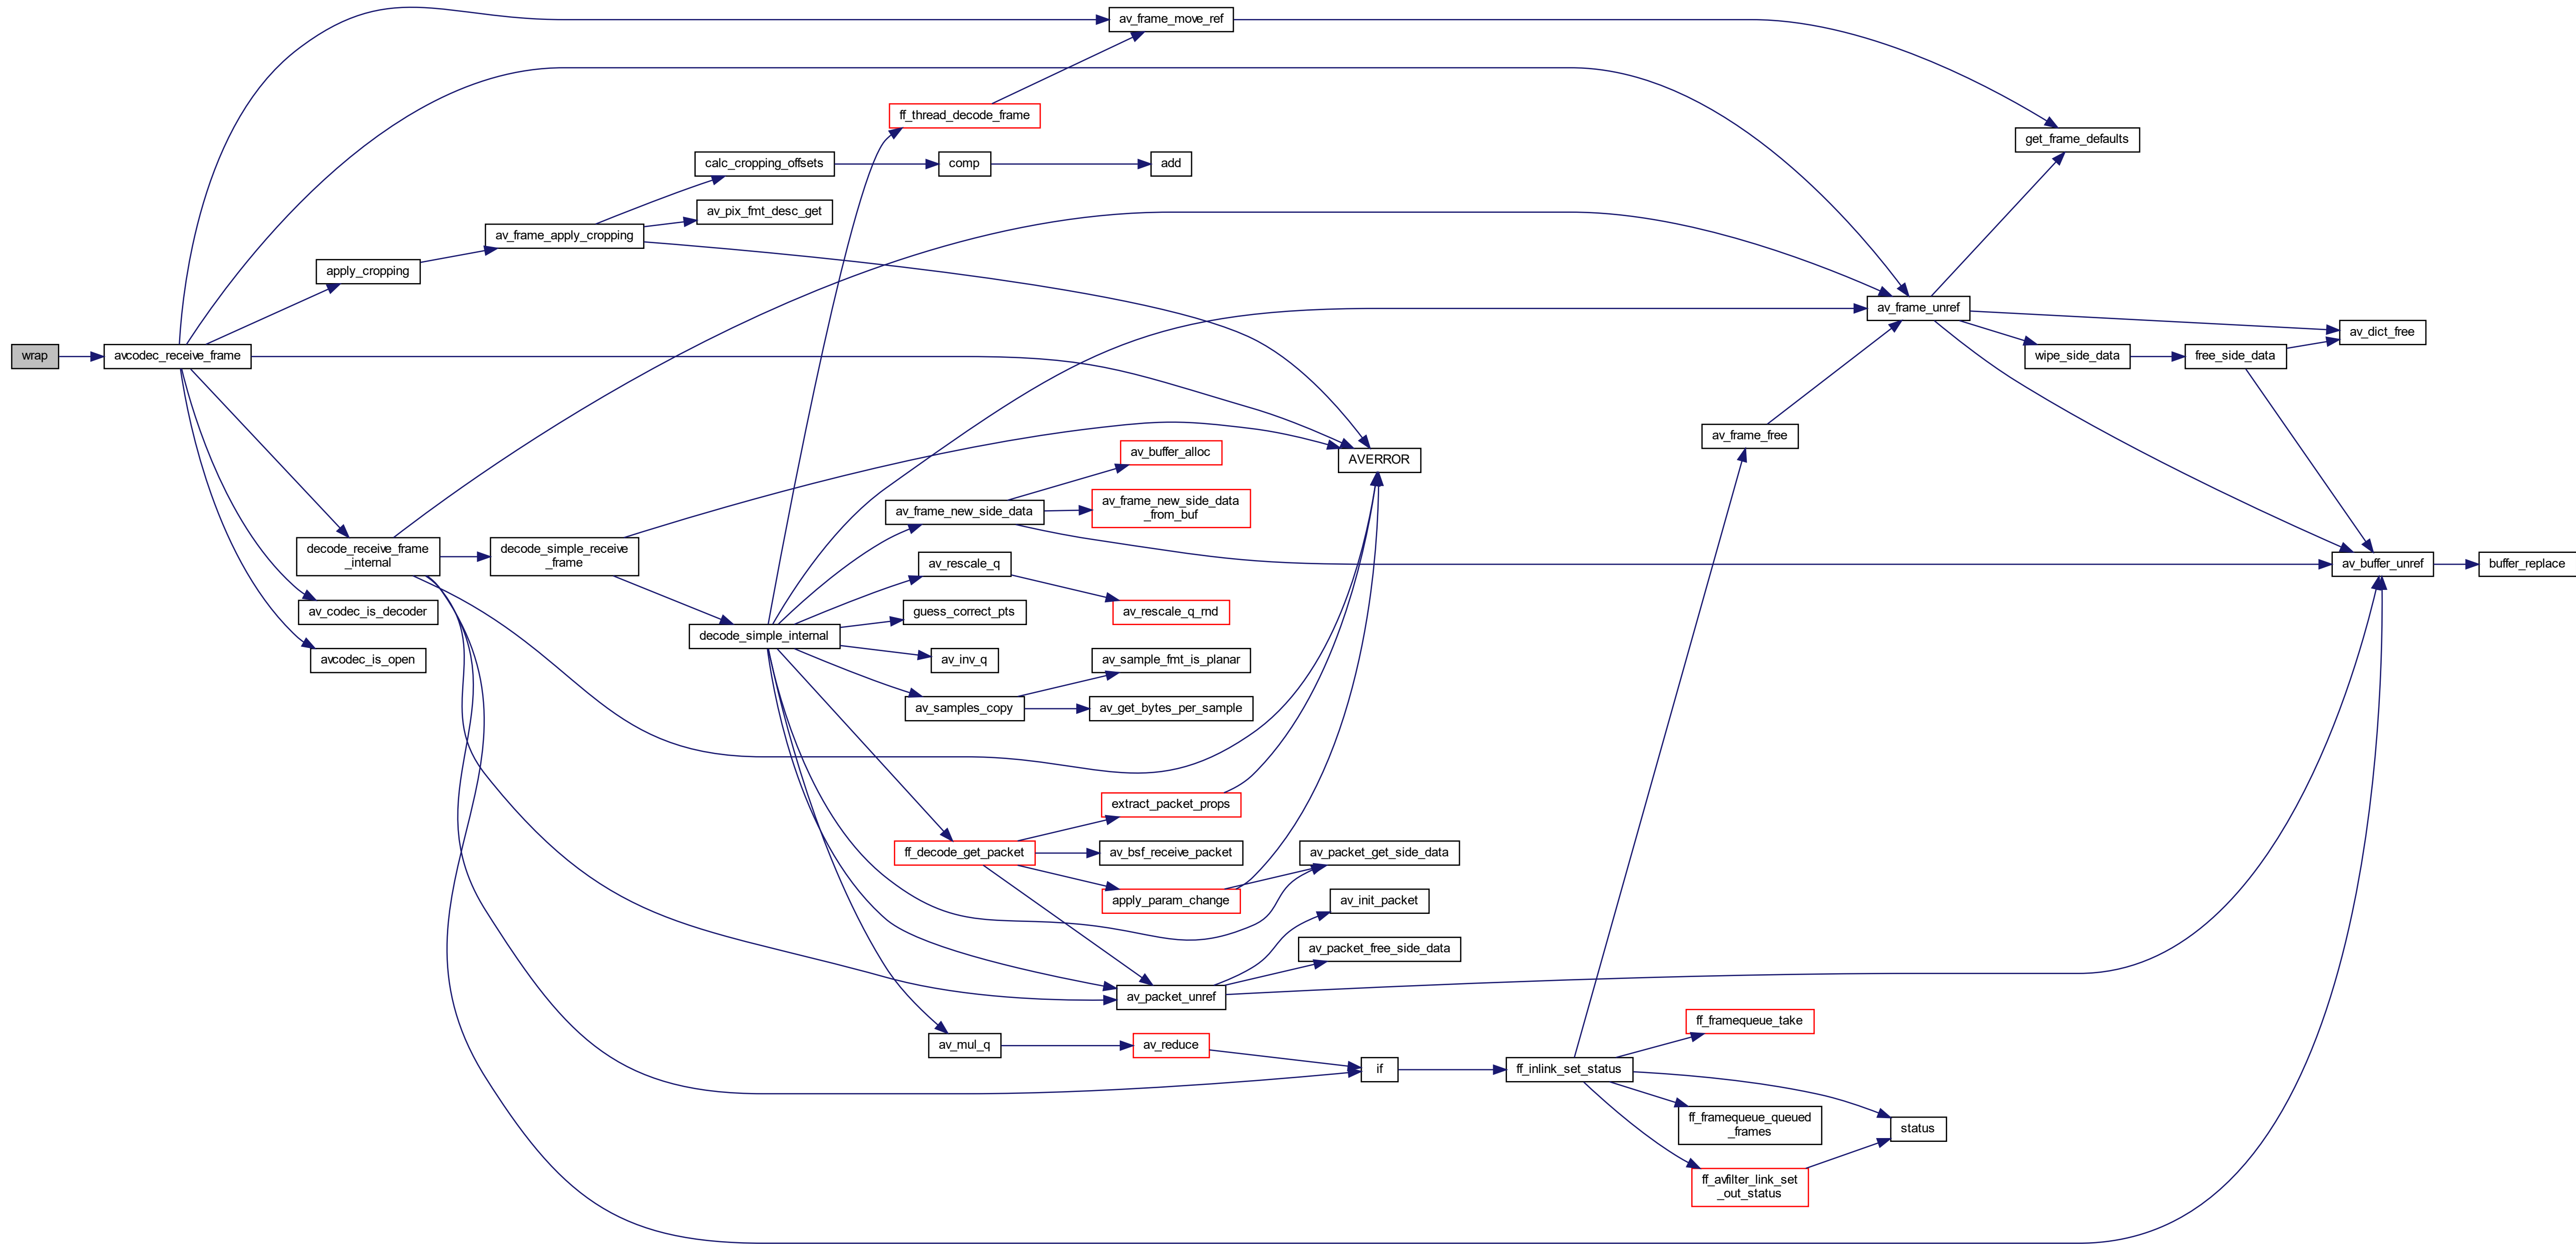 wrap
avcodec_receive_frame
av_frame_move_ref
ff_thread_decode_frame
get_frame_defaults
calc_cropping_offsets
comp
add
av_pix_fmt_desc_get
av_frame_apply_cropping
apply_cropping
av_frame_unref
av_dict_free
wipe_side_data
free_side_data
av_frame_free
av_buffer_alloc
AVERROR
av_frame_new_side_data
av_frame_new_side_data
_from_buf
decode_receive_frame
_internal
decode_simple_receive
_frame
av_rescale_q
av_buffer_unref
buffer_replace
av_codec_is_decoder
guess_correct_pts
av_rescale_q_rnd
decode_simple_internal
avcodec_is_open
av_inv_q
av_sample_fmt_is_planar
av_samples_copy
av_get_bytes_per_sample
extract_packet_props
ff_decode_get_packet
av_bsf_receive_packet
av_packet_get_side_data
apply_param_change
av_init_packet
av_packet_free_side_data
av_packet_unref
ff_framequeue_take
av_mul_q
av_reduce
if
ff_inlink_set_status
ff_framequeue_queued
_frames
status
ff_avfilter_link_set
_out_status